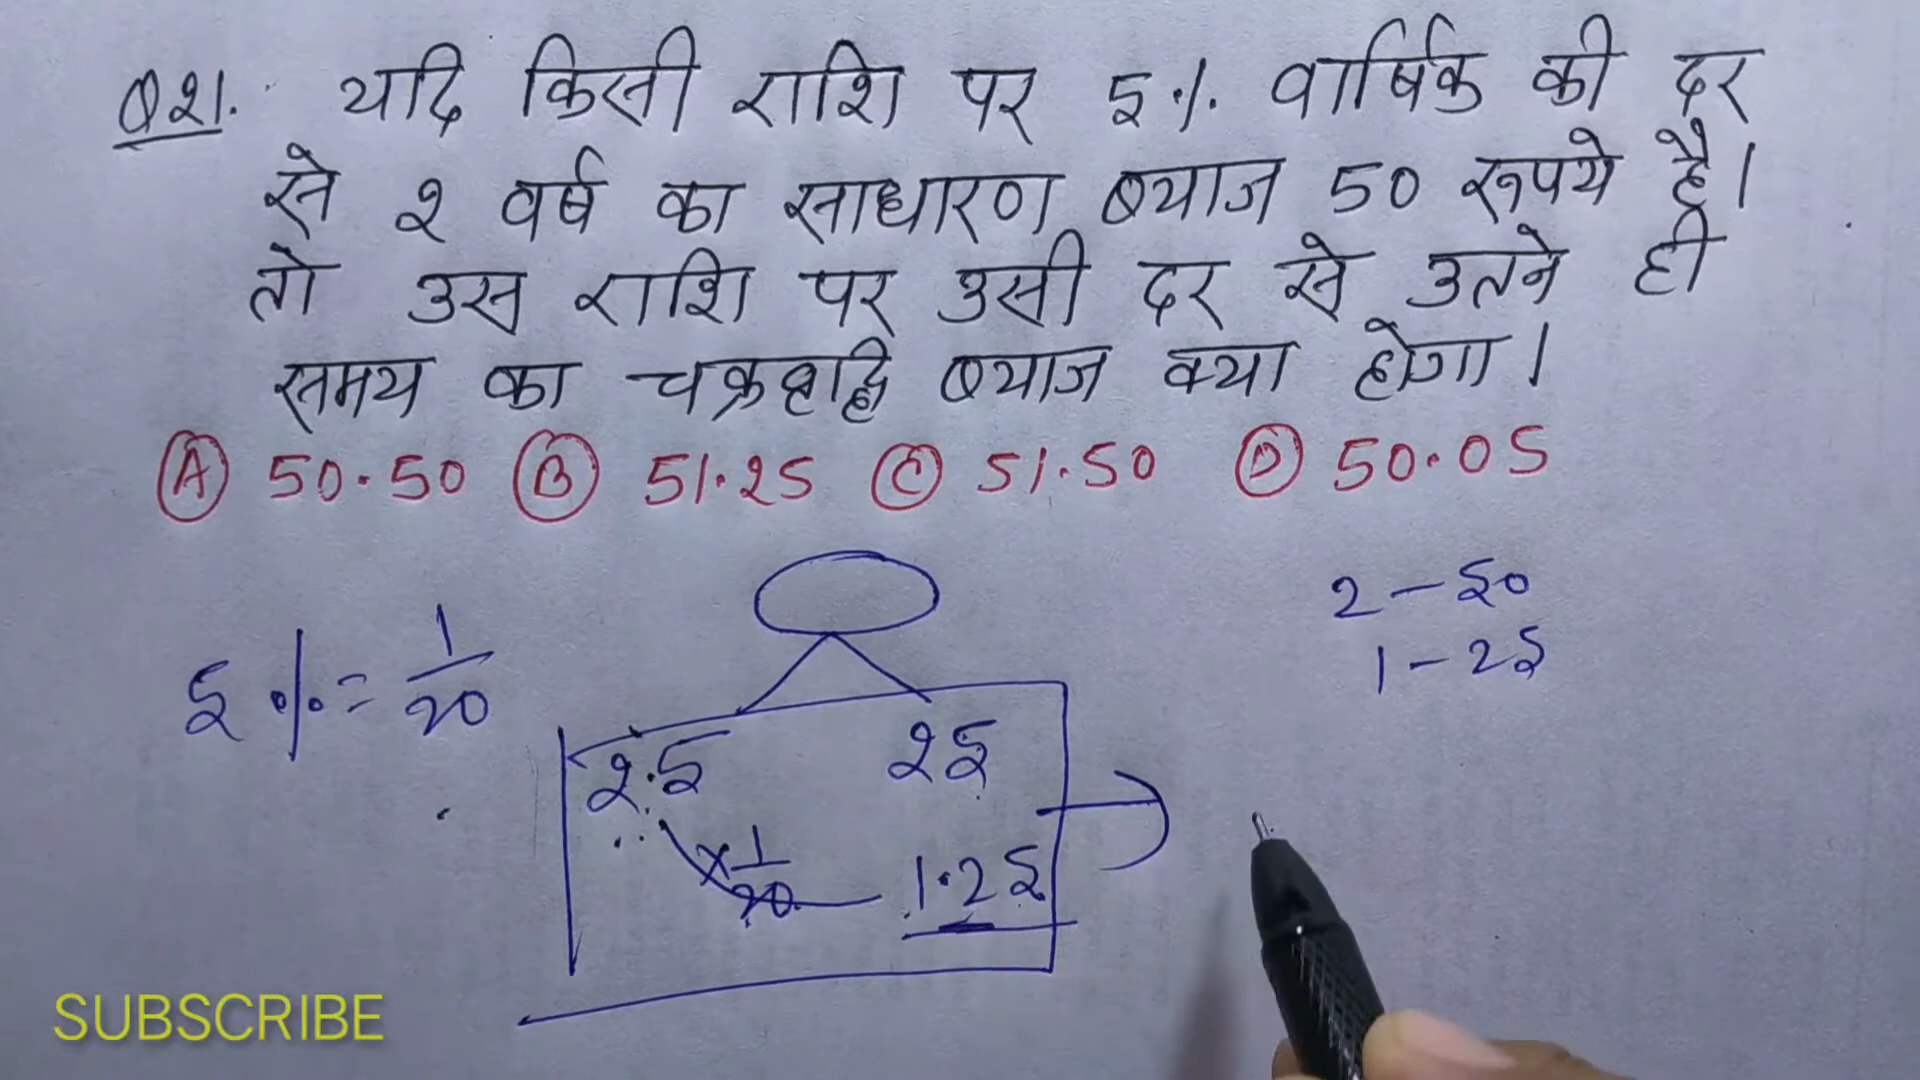 Q21. यदि किसी राशि पर 5% वार्षिक की दर
से 2 वर्ष का साधारण ब्याज 50 रूपये है।
तो उस राशि पर उसी दर से उतने ही
समय का चक्रवृद्धि ब्याज क्या होगा।
(A) 50.50 (B) 51.25 (C) 51.50 (D) 50.05
2 - 50
1 - 25
5% = 1/20
2.5 25
× 1/20 1.25
SUBSCRIBE